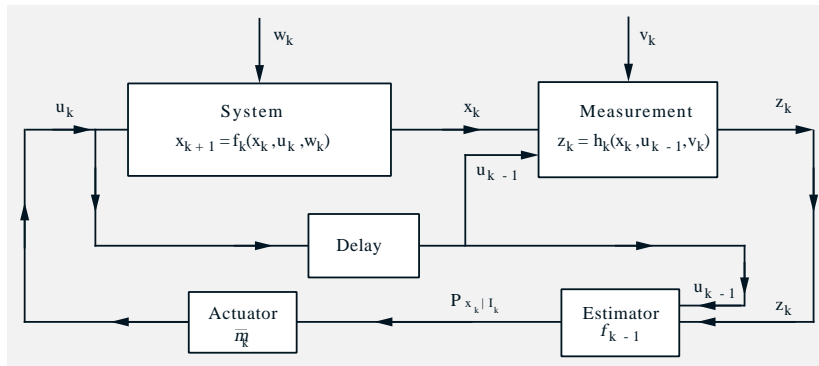 w_k
v_k
u_k
System
x_{k + 1} = f_k(x_k, u_k, w_k)
x_k
Measurement
z_k = h_k(x_k, u_{k - 1}, v_k)
z_k
u_{k - 1}
Delay
Actuator
m̅_k
P_{x_k | I_k}
Estimator
f_{k - 1}
u_{k - 1}
z_k